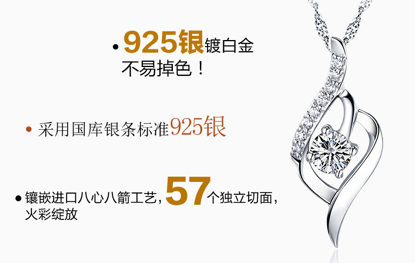 • 925银镀白金
不易掉色！
• 采用国库银条标准925银
• 镶嵌进口八心八箭工艺，57个独立切面，
火彩绽放